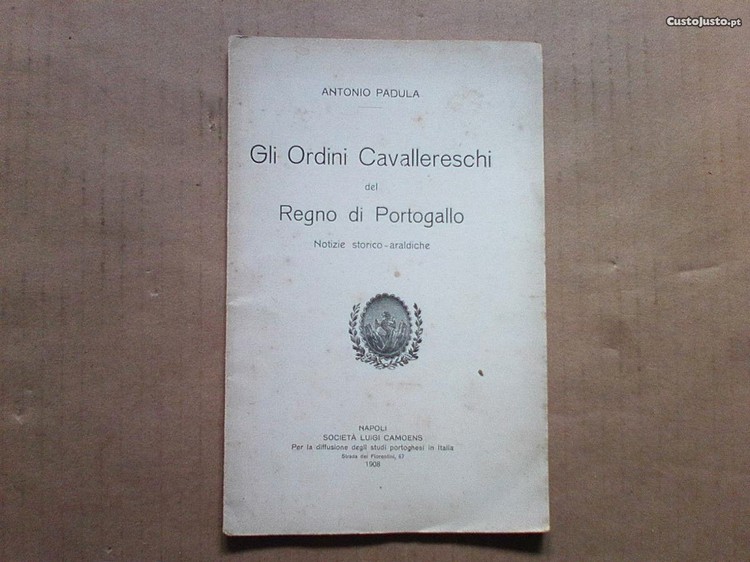 CustoJusto.pt
ANTONIO PADULA
Gli Ordini Cavallereschi
del
Regno di Portogallo
Notizie storico-araldiche
NAPOLI
SOCIETÀ LUIGI CAMOENS
Per la diffusione degli studi portoghesi in Italia
Strada dei Fiorentini, 67
1908